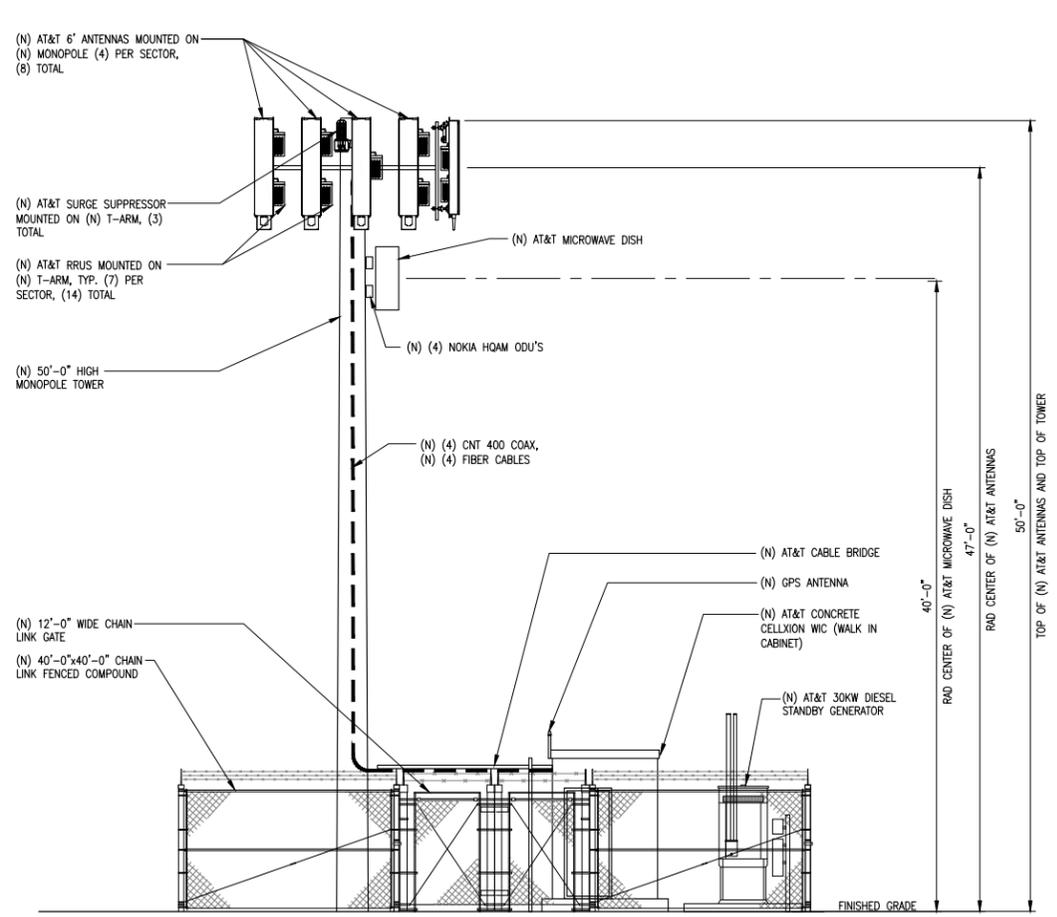 (N) AT&T 6' ANTENNAS MOUNTED ON
(N) MONOPOLE (4) PER SECTOR,
(8) TOTAL
(N) AT&T SURGE SUPPRESSOR
MOUNTED ON (N) T-ARM, (3)
TOTAL
(N) AT&T RRUS MOUNTED ON
(N) T-ARM, TYP. (7) PER
SECTOR, (14) TOTAL
(N) AT&T MICROWAVE DISH
(N) (4) NOKIA HQAM ODU'S
(N) 50'-0" HIGH
MONOPOLE TOWER
(N) (4) CNT 400 COAX,
(N) (4) FIBER CABLES
(N) AT&T CABLE BRIDGE
(N) GPS ANTENNA
(N) AT&T CONCRETE
CELLXION WIC (WALK IN
CABINET)
(N) 12'-0" WIDE CHAIN
LINK GATE
(N) 40'-0"x40'-0" CHAIN
LINK FENCED COMPOUND
(N) AT&T 30KW DIESEL
STANDBY GENERATOR
40'-0"
RAD CENTER OF (N) AT&T MICROWAVE DISH
47'-0"
RAD CENTER OF (N) AT&T ANTENNAS
50'-0"
TOP OF (N) AT&T ANTENNAS AND TOP OF TOWER
FINISHED GRADE